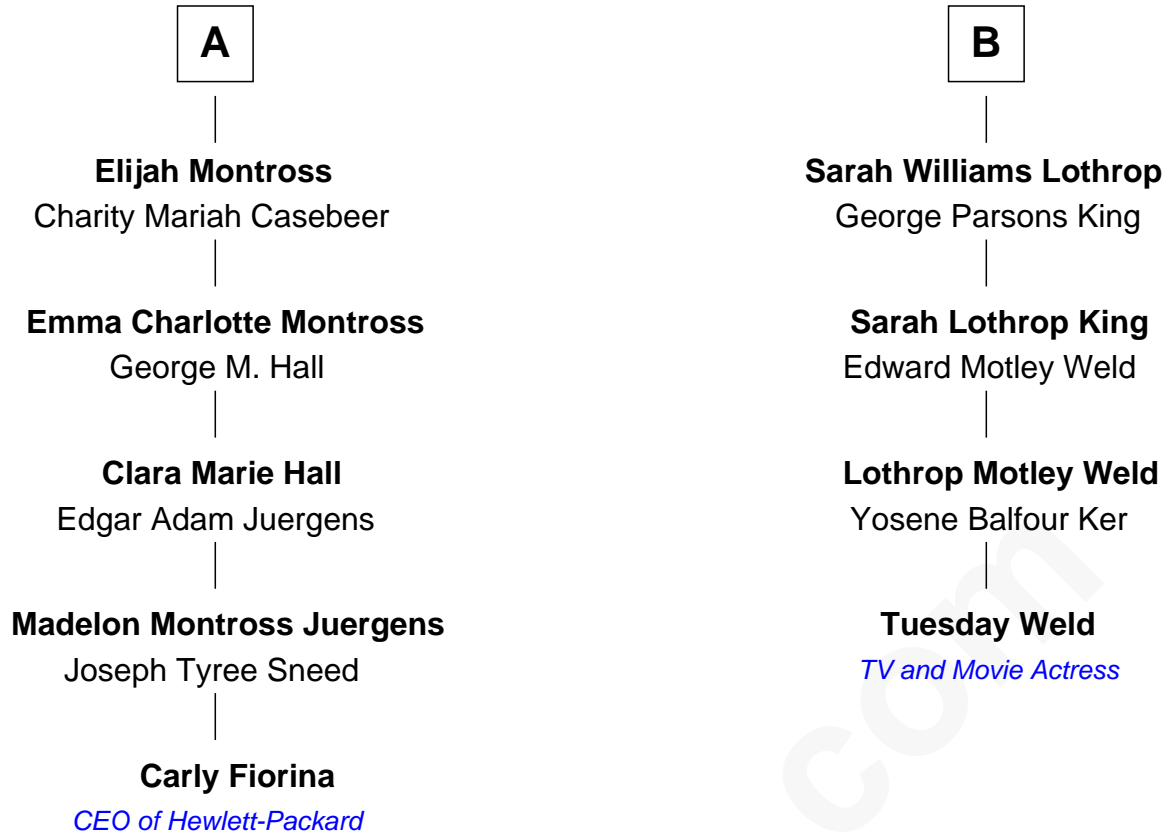 A
Elijah Montross
Charity Mariah Casebeer
Emma Charlotte Montross
George M. Hall
Clara Marie Hall
Edgar Adam Juergens
Madelon Montross Juergens
Joseph Tyree Sneed
Carly Fiorina
CEO of Hewlett-Packard
B
Sarah Williams Lothrop
George Parsons King
Sarah Lothrop King
Edward Motley Weld
Lothrop Motley Weld
Yosene Balfour Ker
Tuesday Weld
TV and Movie Actress
com